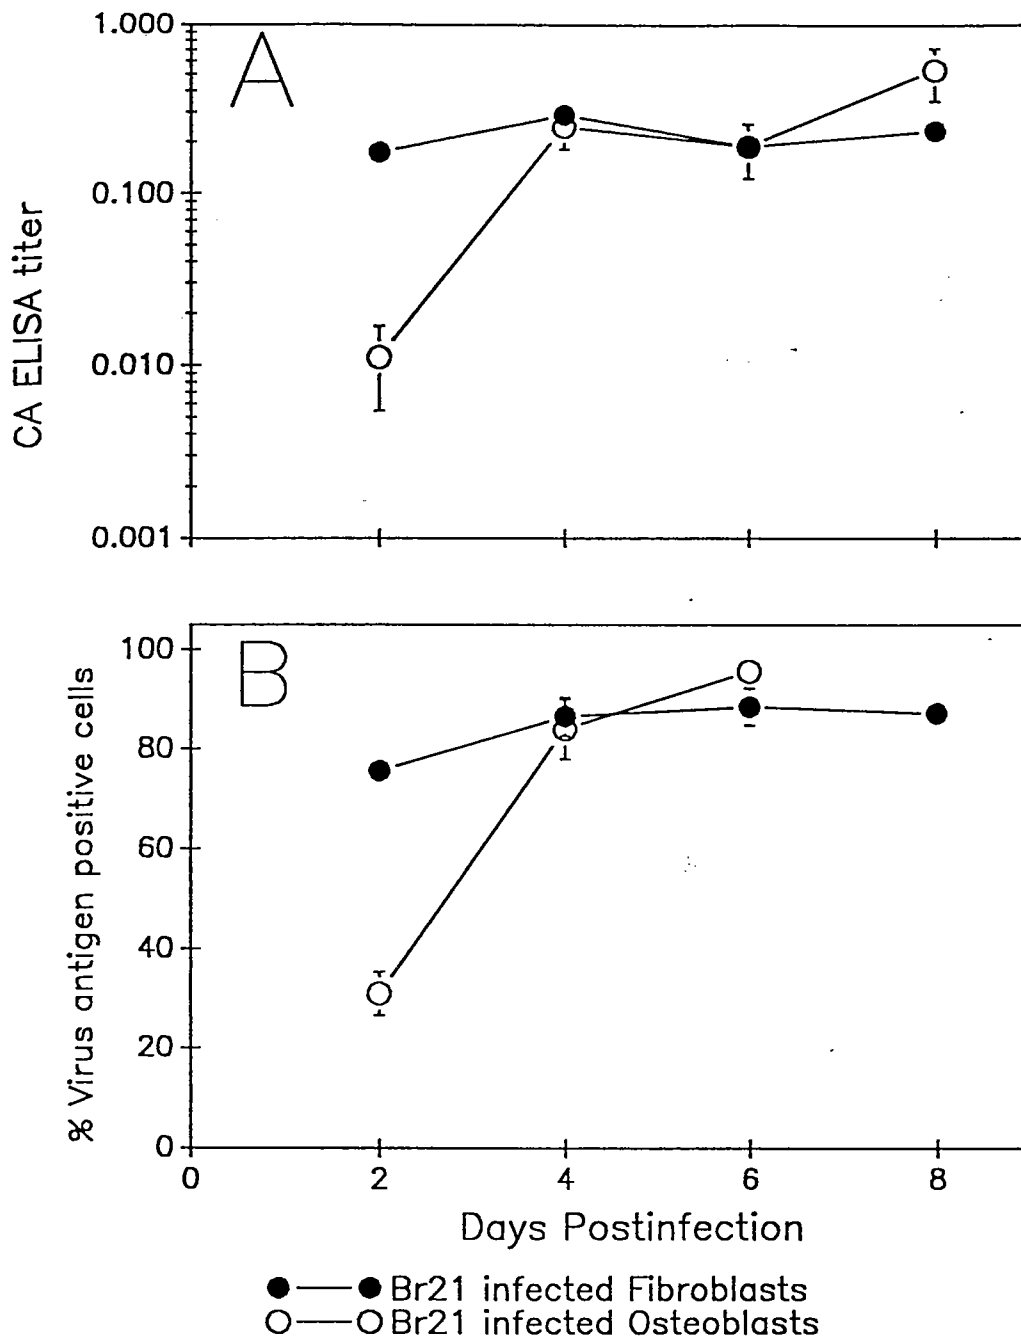 A
CA ELISA titer
1.000
0.100
0.010
0.001
B
% Virus antigen positive cells
100
80
60
40
20
0
0 2 4 6 8
Days Postinfection
Br21 infected Fibroblasts
Br21 infected Osteoblasts